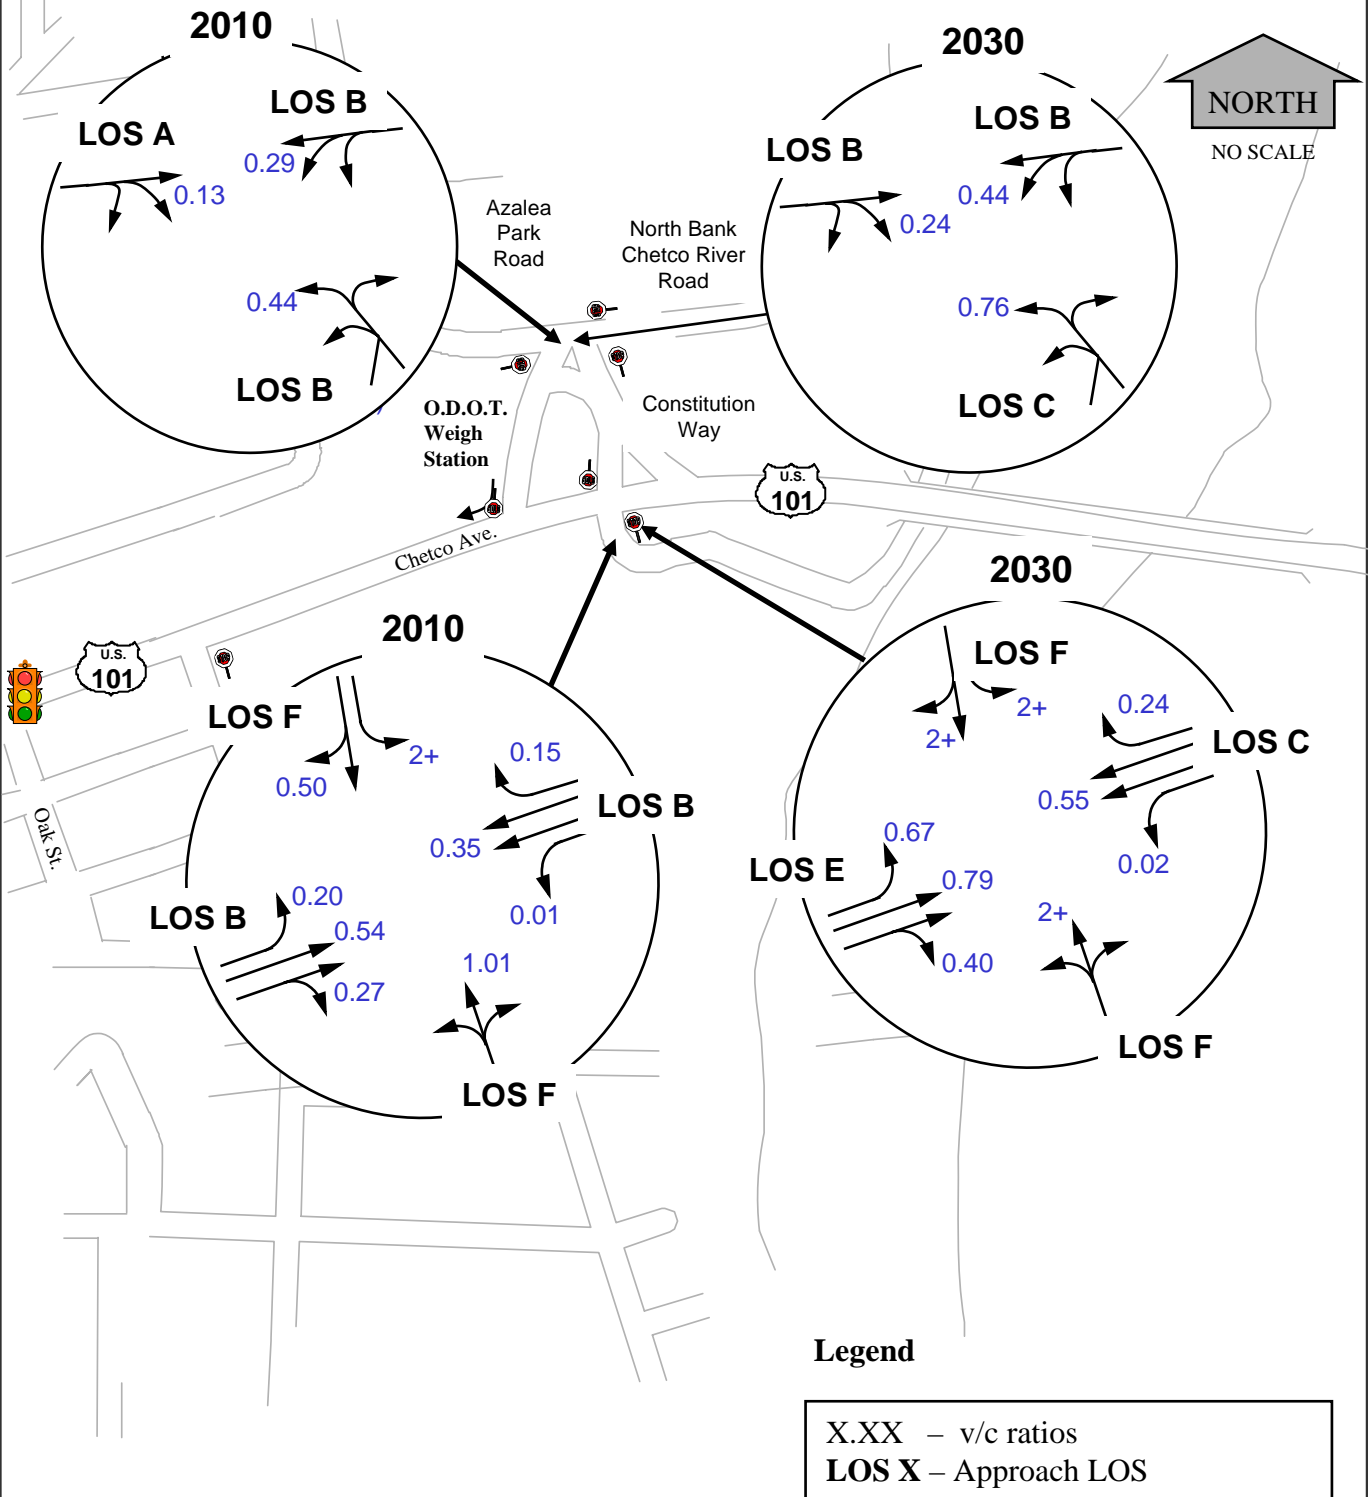 2010
2030
NORTH
NO SCALE
LOS A
LOS B
0.29
0.13
0.44
LOS B
LOS B
LOS B
0.44
0.24
0.76
LOS C
Azalea
Park
Road
North Bank
Chetco River
Road
O.D.O.T.
Weigh
Station
Constitution
Way
U.S.
101
Chetco Ave.
U.S.
101
Oak St.
2010
LOS F
2+
0.50
0.15
LOS B
0.35
0.01
LOS B
0.20
0.54
0.27
1.01
LOS F
2030
LOS F
2+
2+
0.24
LOS C
0.55
0.02
0.67
LOS E
0.79
0.40
2+
LOS F
Legend
X.XX – v/c ratios
LOS X – Approach LOS